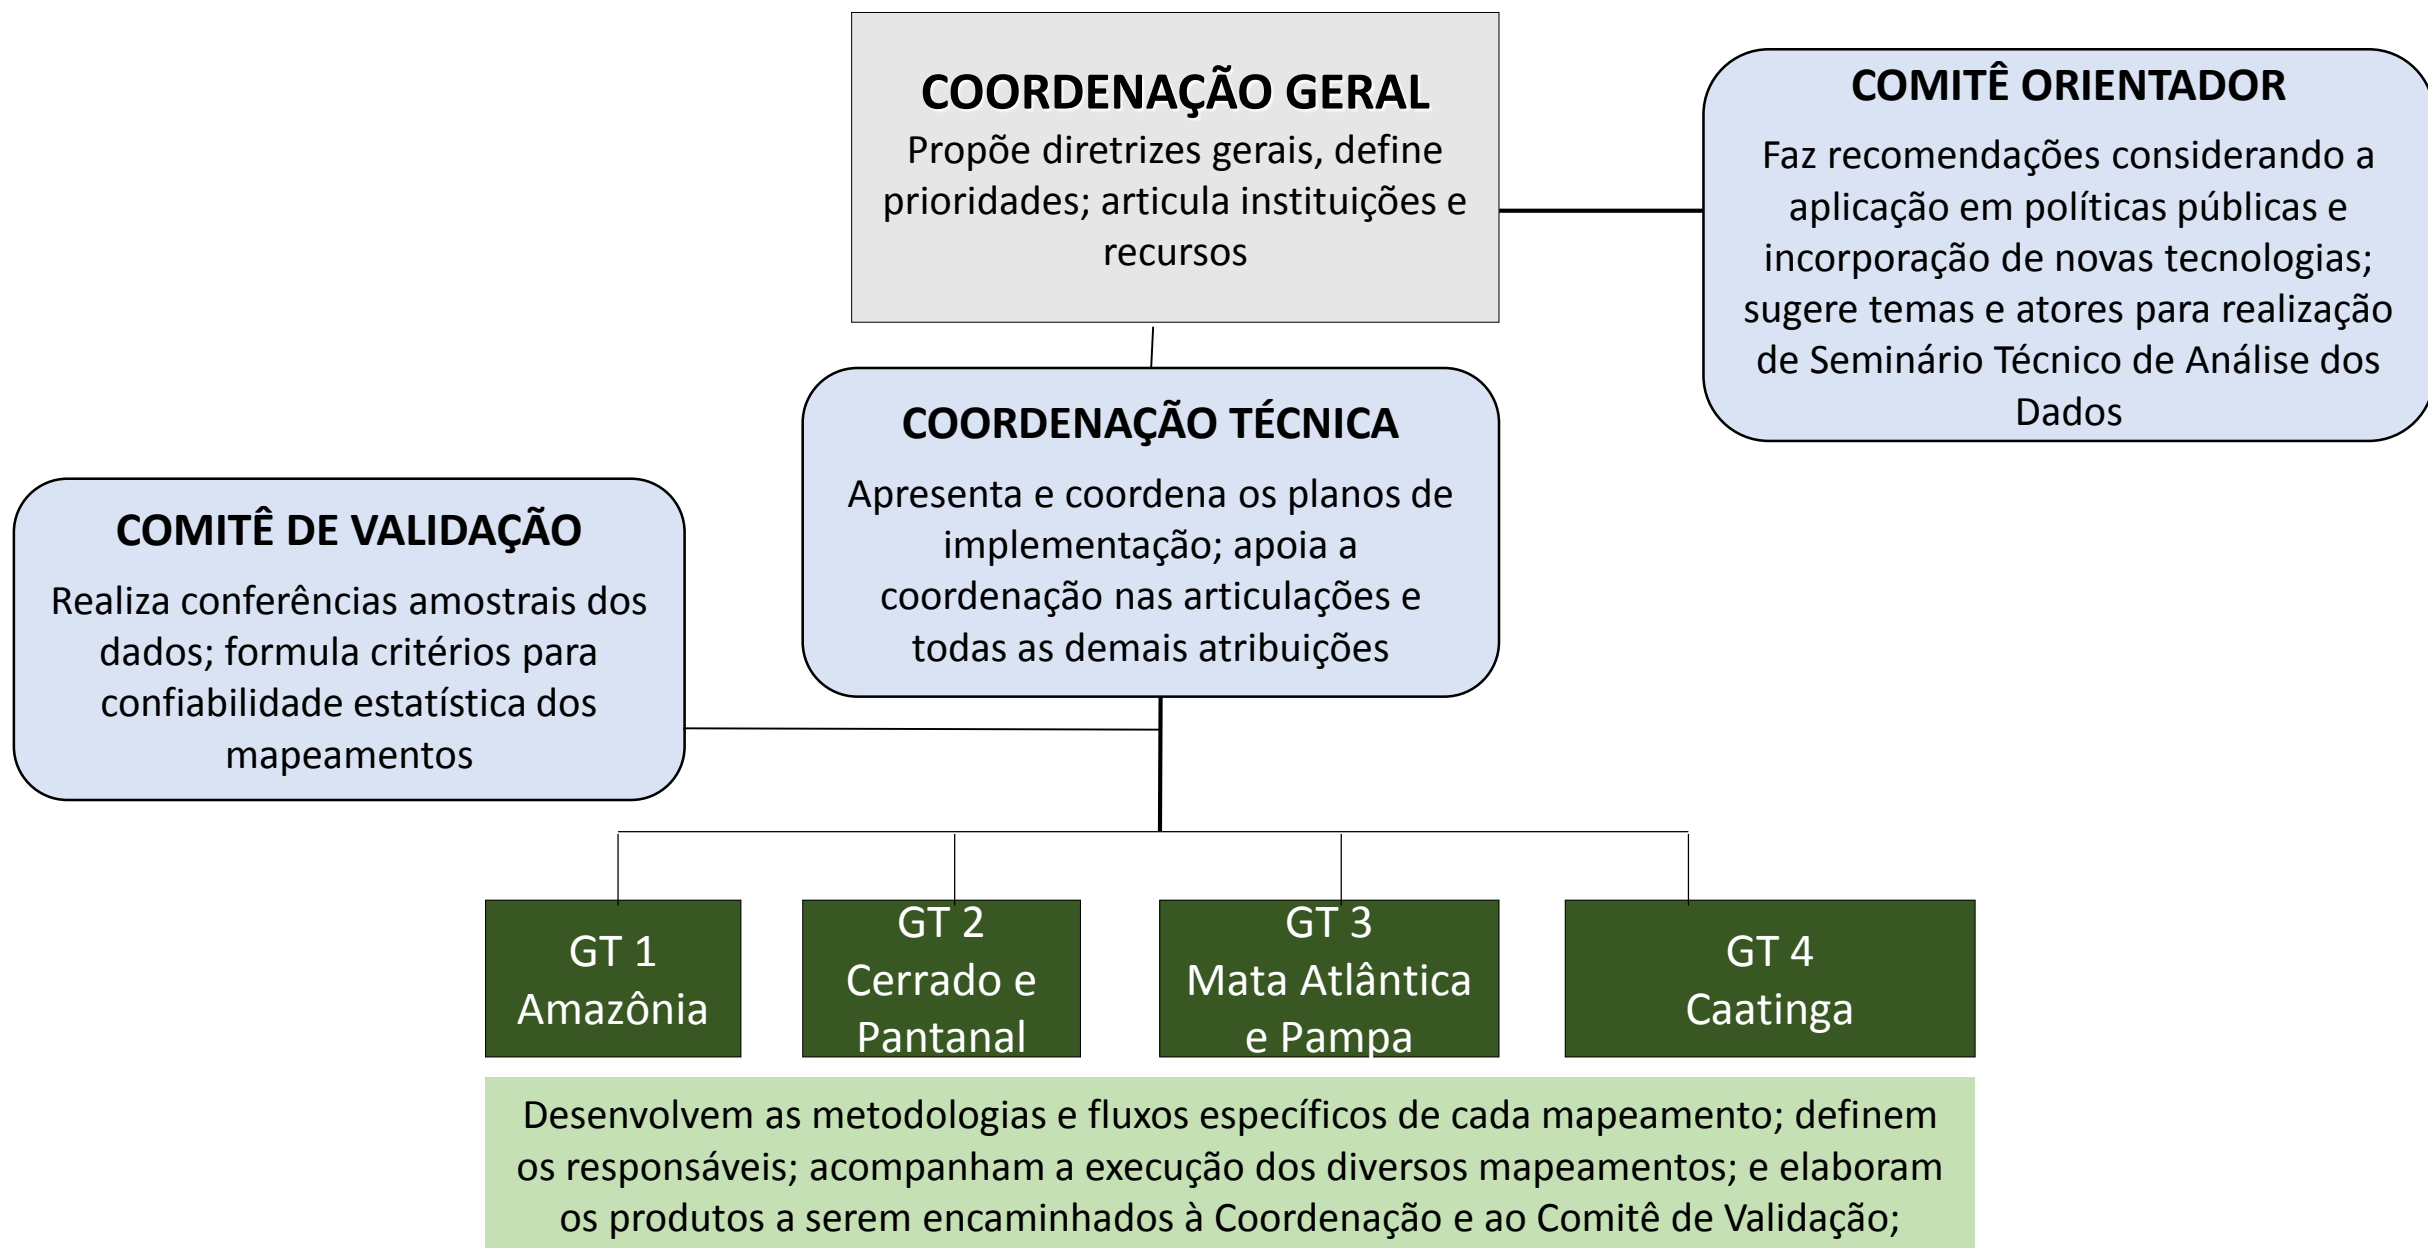 COORDENAÇÃO GERAL
Propõe diretrizes gerais, define
prioridades; articula instituições e
recursos
COMITÊ ORIENTADOR
Faz recomendações considerando a
aplicação em políticas públicas e
incorporação de novas tecnologias;
sugere temas e atores para realização
de Seminário Técnico de Análise dos
Dados
COORDENAÇÃO TÉCNICA
Apresenta e coordena os planos de
implementação; apoia a
coordenação nas articulações e
todas as demais atribuições
COMITÊ DE VALIDAÇÃO
Realiza conferências amostrais dos
dados; formula critérios para
confiabilidade estatística dos
mapeamentos
GT 1
Amazônia
GT 2
Cerrado e
Pantanal
GT 3
Mata Atlântica
e Pampa
GT 4
Caatinga
Desenvolvem as metodologias e fluxos específicos de cada mapeamento; definem
os responsáveis; acompanham a execução dos diversos mapeamentos; e elaboram
os produtos a serem encaminhados à Coordenação e ao Comitê de Validação;